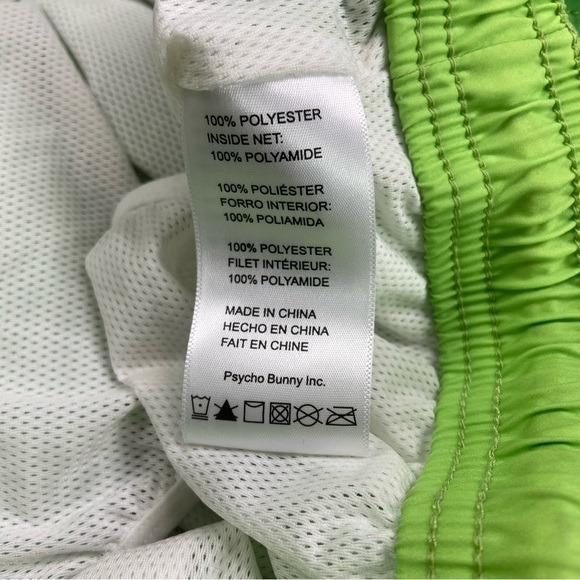 100% POLYESTER
INSIDE NET:
100% POLYAMIDE
100% POLIÉSTER
FORRO INTERIOR:
100% POLIAMIDA
100% POLYESTER
FILET INTÉRIEUR:
100% POLYAMIDE
MADE IN CHINA
HECHO EN CHINA
FAIT EN CHINE
Psycho Bunny Inc.